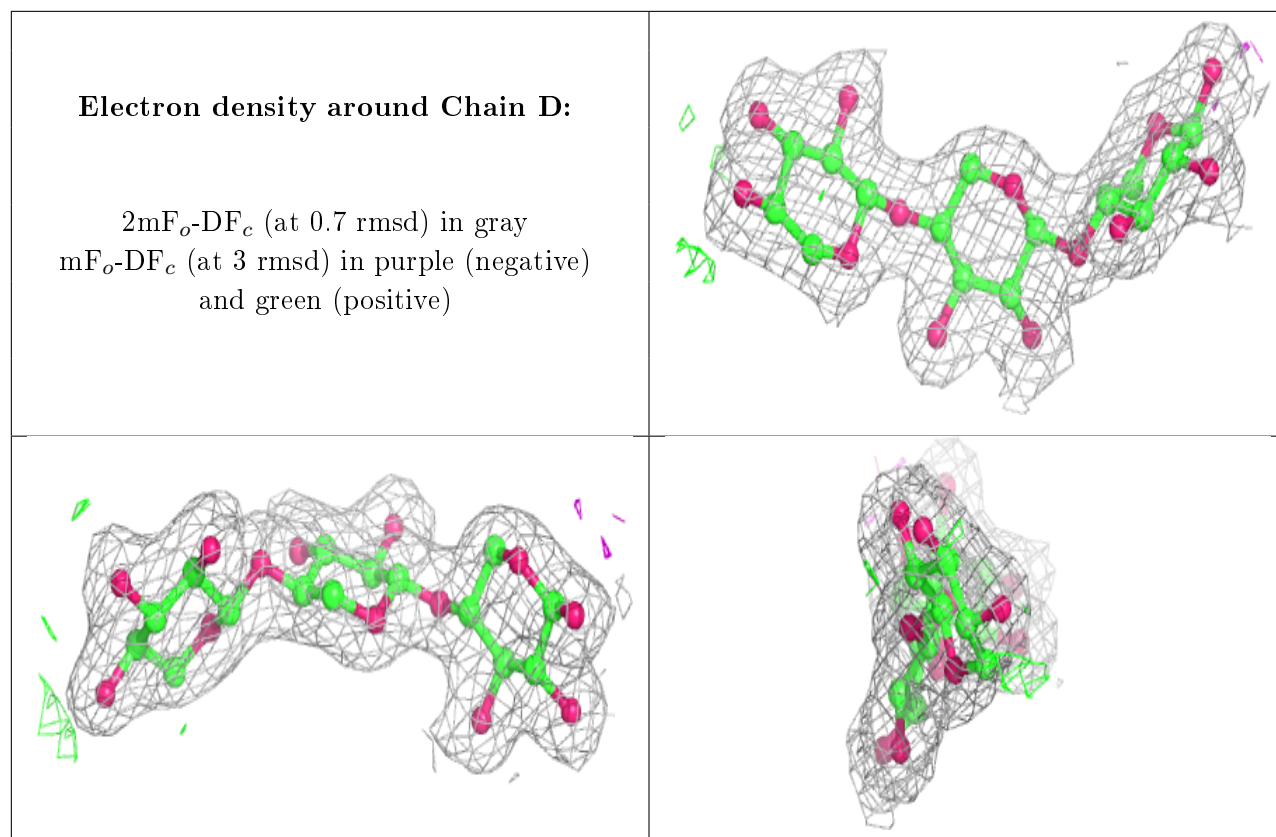 Electron density around Chain D:
2mFo-DFc (at 0.7 rmsd) in gray
mFo-DFc (at 3 rmsd) in purple (negative)
and green (positive)